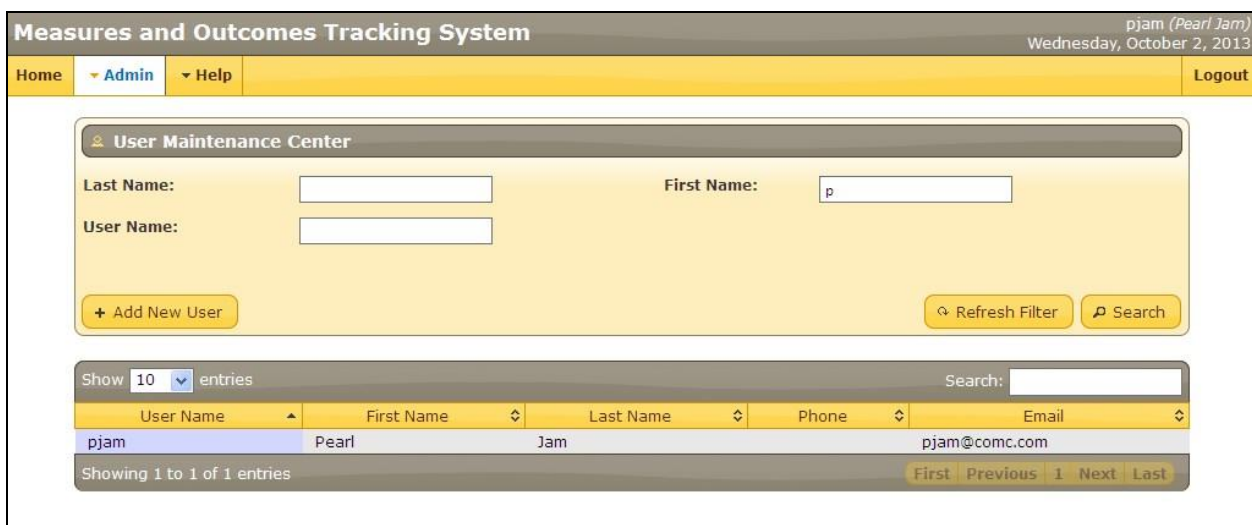 Measures and Outcomes Tracking System
pjam (Pearl Jam)
Wednesday, October 2, 2013
Home Admin Help Logout
User Maintenance Center
Last Name: First Name: p
User Name:
+ Add New User Refresh Filter Search
Show 10 entries Search:
User Name First Name Last Name Phone Email
pjam Pearl Jam pjam@comc.com
Showing 1 to 1 of 1 entries First Previous 1 Next Last